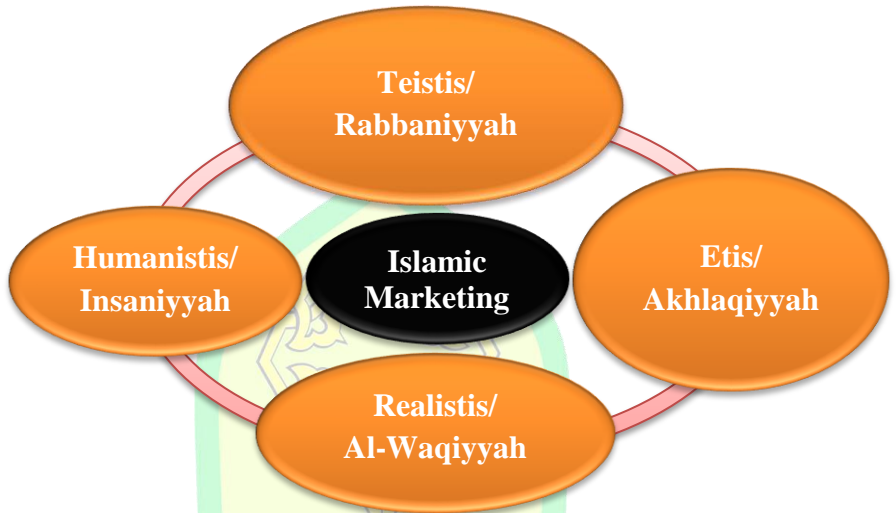 Teistis/
Rabbaniyyah
Humanistis/
Insaniyyah
Islamic
Marketing
Etis/
Akhlaqiyyah
Realistis/
Al-Waqiyyah